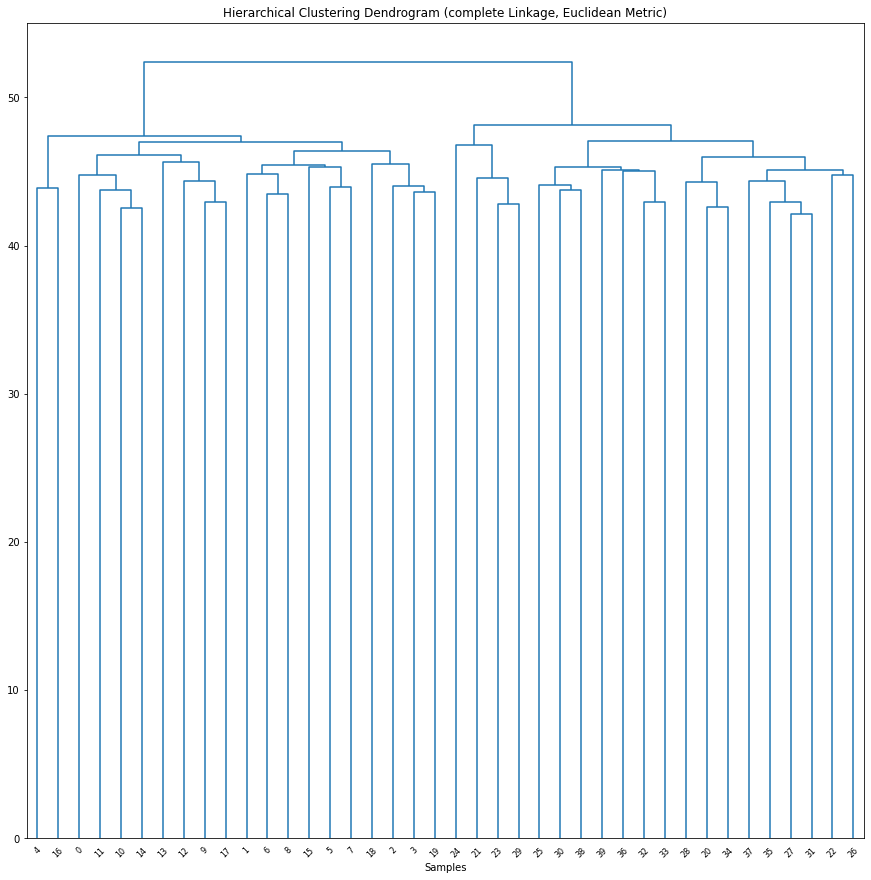 Hierarchical Clustering Dendrogram (complete Linkage, Euclidean Metric)
50
40
30
20
10
0
4 16 0 11 10 14 13 12 9 17 1 6 8 15 5 7 18 2 3 19 24 21 23 29 25 30 38 39 36 32 33 28 20 34 37 35 27 31 22 26
Samples